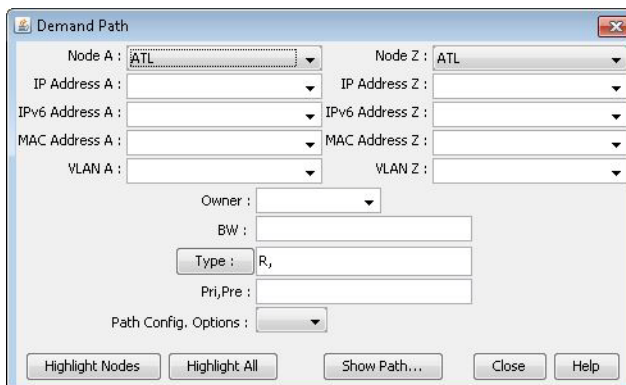 Demand Path
Node A : ATL Node Z : ATL
IP Address A : IP Address Z :
IPv6 Address A : IPv6 Address Z :
MAC Address A : MAC Address Z :
VLAN A : VLAN Z :
Owner :
BW :
Type : R,
Pri,Pre :
Path Config. Options :
Highlight Nodes Highlight All Show Path... Close Help